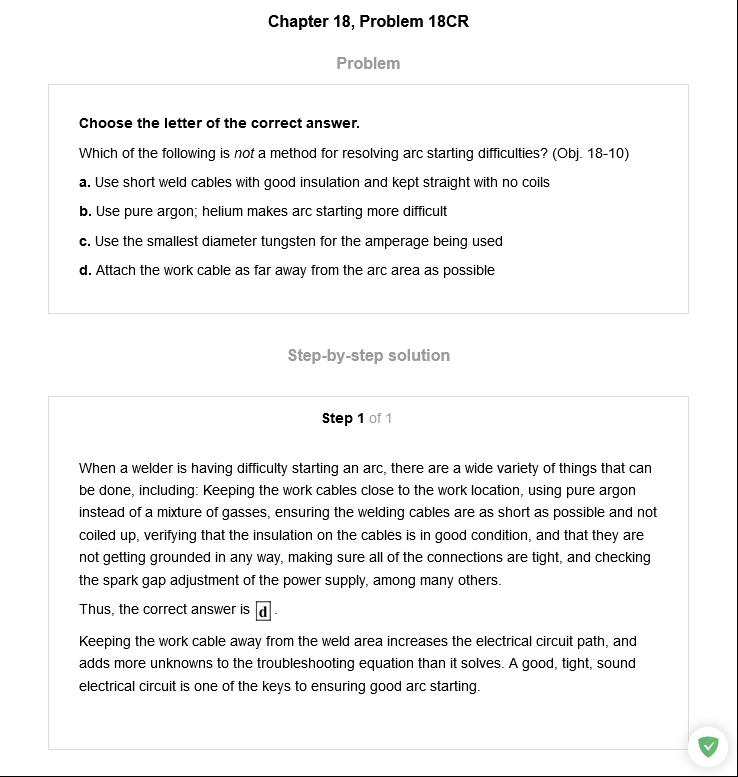 Chapter 18, Problem 18CR
Problem
Choose the letter of the correct answer.
Which of the following is not a method for resolving arc starting difficulties? (Obj. 18-10)
a. Use short weld cables with good insulation and kept straight with no coils
b. Use pure argon; helium makes arc starting more difficult
c. Use the smallest diameter tungsten for the amperage being used
d. Attach the work cable as far away from the arc area as possible
Step-by-step solution
Step 1 of 1
When a welder is having difficulty starting an arc, there are a wide variety of things that can
be done, including: Keeping the work cables close to the work location, using pure argon
instead of a mixture of gasses, ensuring the welding cables are as short as possible and not
coiled up, verifying that the insulation on the cables is in good condition, and that they are
not getting grounded in any way, making sure all of the connections are tight, and checking
the spark gap adjustment of the power supply, among many others.
Thus, the correct answer is d .
Keeping the work cable away from the weld area increases the electrical circuit path, and
adds more unknowns to the troubleshooting equation than it solves. A good, tight, sound
electrical circuit is one of the keys to ensuring good arc starting.